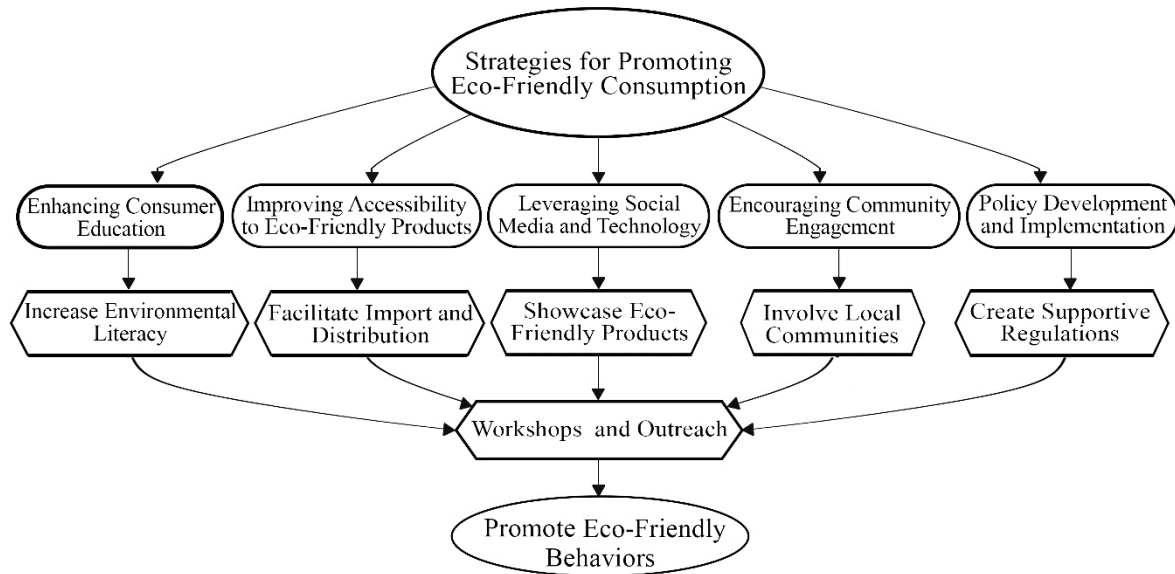 Strategies for Promoting
Eco-Friendly Consumption
Enhancing Consumer
Education
Improving Accessibility
to Eco-Friendly Products
Leveraging Social
Media and Technology
Encouraging Community
Engagement
Policy Development
and Implementation
Increase Environmental
Literacy
Facilitate Import and
Distribution
Showcase Eco-
Friendly Products
Involve Local
Communities
Create Supportive
Regulations
Workshops and Outreach
Promote Eco-Friendly
Behaviors